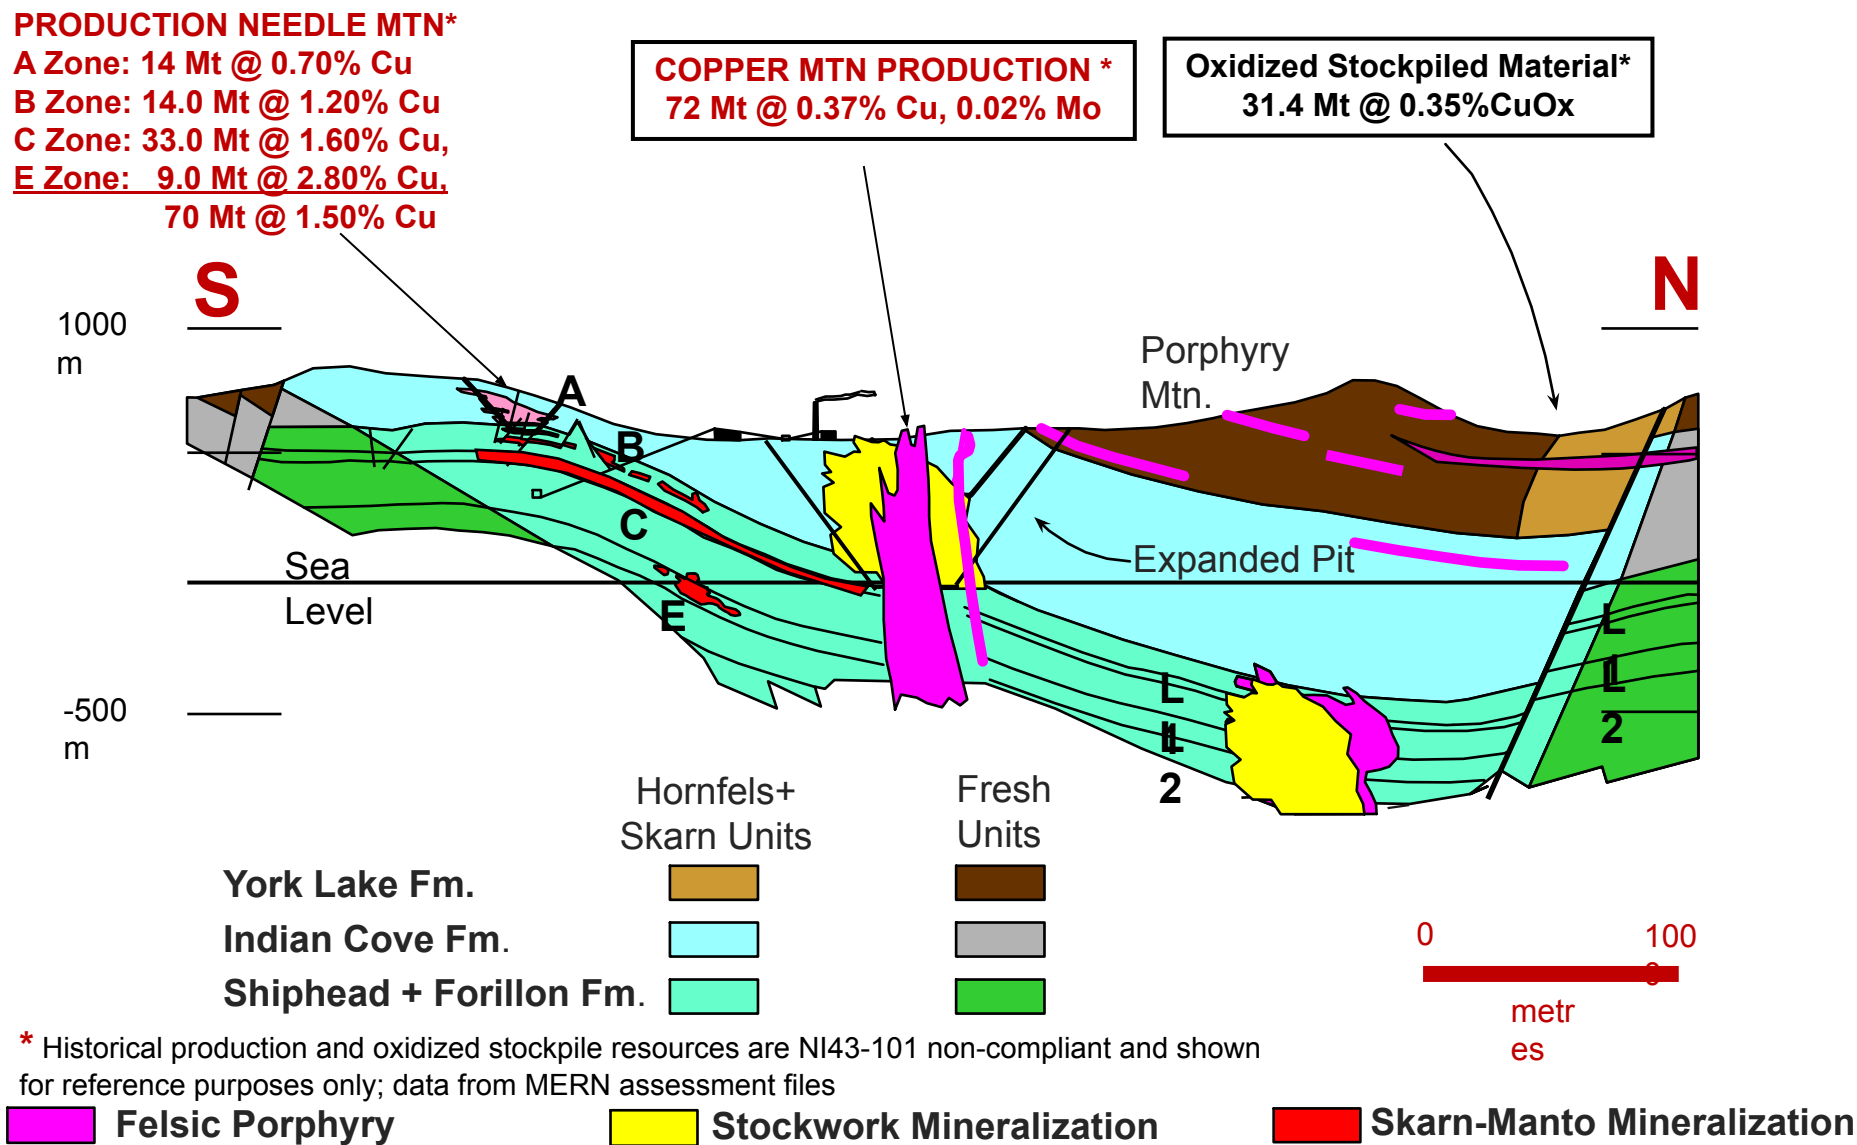 PRODUCTION NEEDLE MTN*
A Zone: 14 Mt @ 0.70% Cu
B Zone: 14.0 Mt @ 1.20% Cu
C Zone: 33.0 Mt @ 1.60% Cu,
E Zone: 9.0 Mt @ 2.80% Cu,
70 Mt @ 1.50% Cu
COPPER MTN PRODUCTION *
72 Mt @ 0.37% Cu, 0.02% Mo
Oxidized Stockpiled Material*
31.4 Mt @ 0.35%CuOx
S
N
1000
m
Porphyry
Mtn.
A
B
C
Expanded Pit
Sea
Level
E
L
1
L
2
L
1
L
2
-500
m
Hornfels+
Skarn Units
Fresh
Units
York Lake Fm.
Indian Cove Fm.
Shiphead + Forillon Fm.
0
100
0
metr
es
* Historical production and oxidized stockpile resources are NI43-101 non-compliant and shown
for reference purposes only; data from MERN assessment files
Felsic Porphyry
Stockwork Mineralization
Skarn-Manto Mineralization